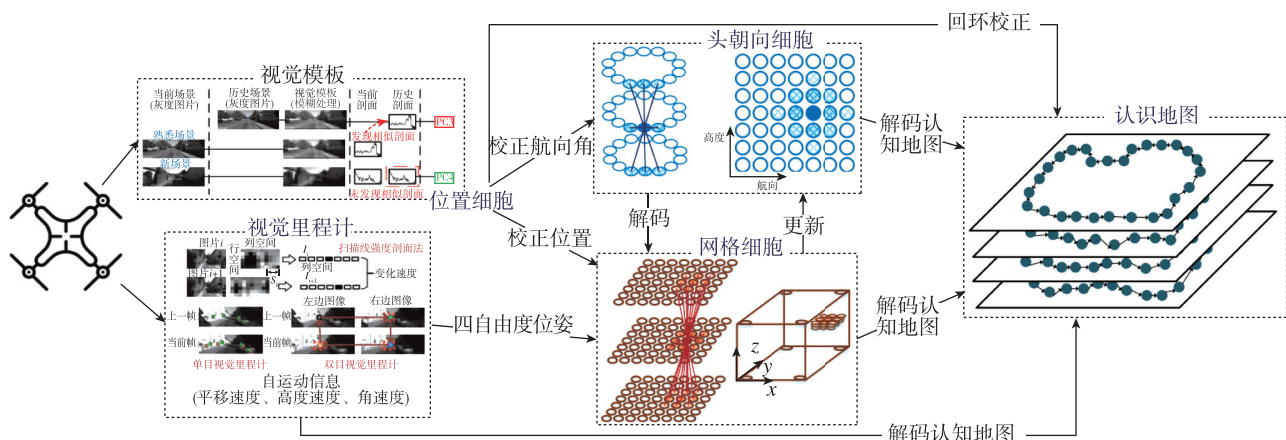 回环校正
头朝向细胞
视觉模板
当前场景
(灰度图片)
历史场景
(灰度图片)
视觉模板
(模糊处理)
当前
剖面
历史
剖面
PC3
发现相似剖面
熟悉场景
新场景
PC4
未发现相似剖面
位置细胞
校正航向角
高度
航向
解码认
知地图
认识地图
解码
更新
校正位置
网格细胞
视觉里程计
图片i
行空间
列空间
I
扫描线强度剖面法
列空间
变化速度
图片i+1
S
I
i+1
左边图像
右边图像
上一帧
上一帧
当前帧
当前帧
单目视觉里程计
双目视觉里程计
自运动信息
(平移速度、高度速度、角速度)
四自由度位姿
z
y
x
解码认
知地图
解码认知地图